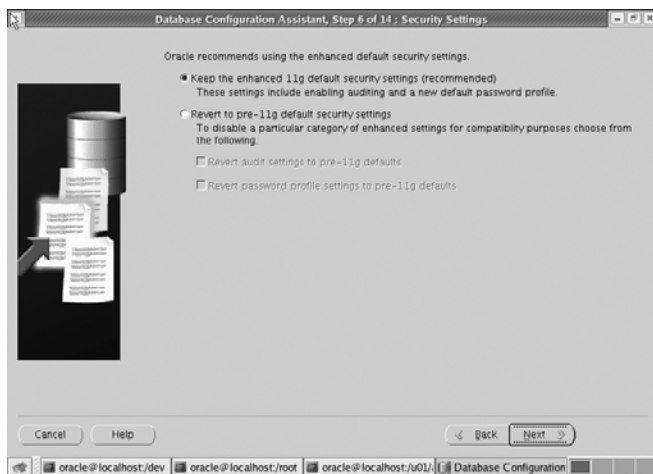 Database Configuration Assistant, Step 6 of 14 : Security Settings
Oracle recommends using the enhanced default security settings.
Keep the enhanced 11g default security settings (recommended)
These settings include enabling auditing and a new default password profile.
Revert to pre-11g default security settings
To disable a particular category of enhanced settings for compatibility purposes choose from
the following.
Revert audit settings to pre-11g defaults
Revert password profile settings to pre-11g defaults
Cancel
Help
Back
Next
oracle@localhost:/dev
oracle@localhost:/root
oracle@localhost:/u01/
Database Configuration